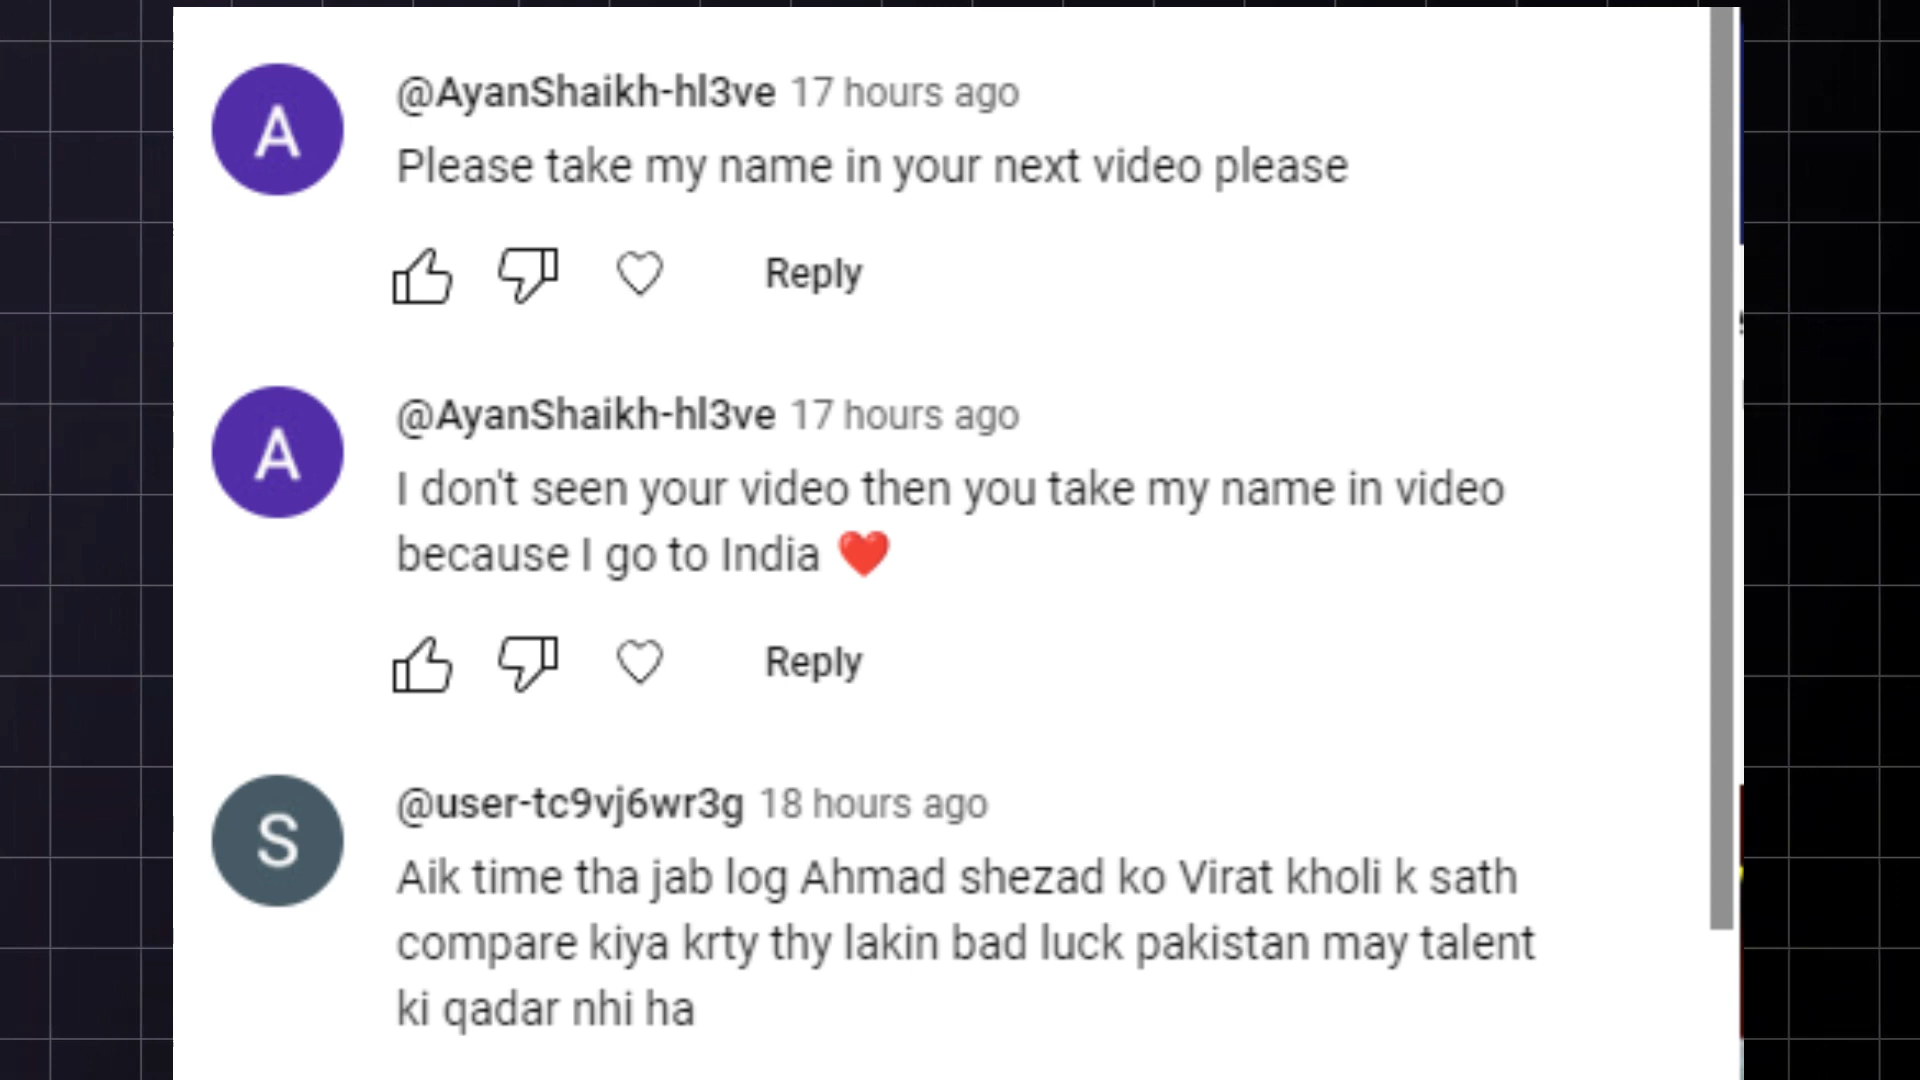 A
@AyanShaikh-hl3ve 17 hours ago
Please take my name in your next video please
Reply
A
@AyanShaikh-hl3ve 17 hours ago
I don't seen your video then you take my name in video
because I go to India ❤️
Reply
S
@user-tc9vj6wr3g 18 hours ago
Aik time tha jab log Ahmad shezad ko Virat kholi k sath
compare kiya krty thy lakin bad luck pakistan may talent
ki qadar nhi ha